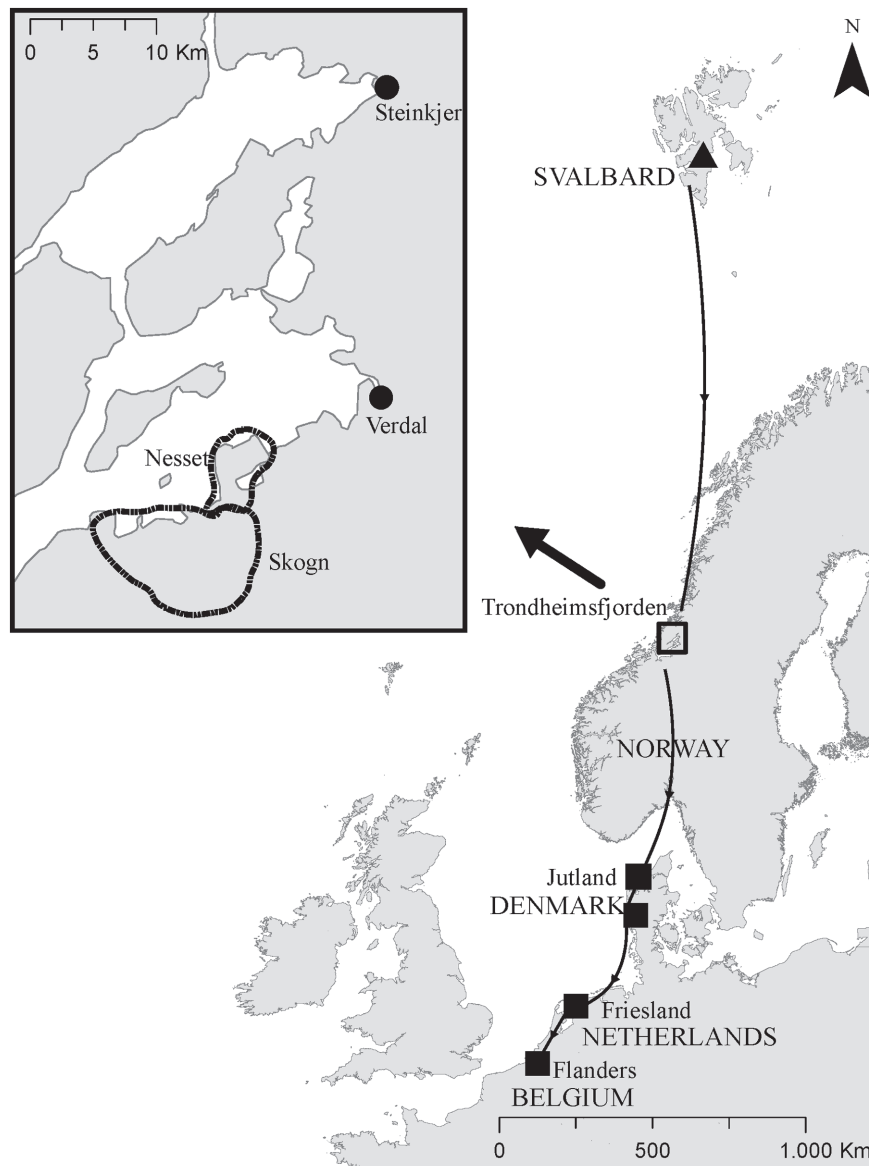 0 5 10 Km
Steinkjer
Verdal
Nesset
Skogn
N
SVALBARD
Trondheimsfjorden
NORWAY
Jutland
DENMARK
Friesland
NETHERLANDS
Flanders
BELGIUM
0 500 1.000 Km